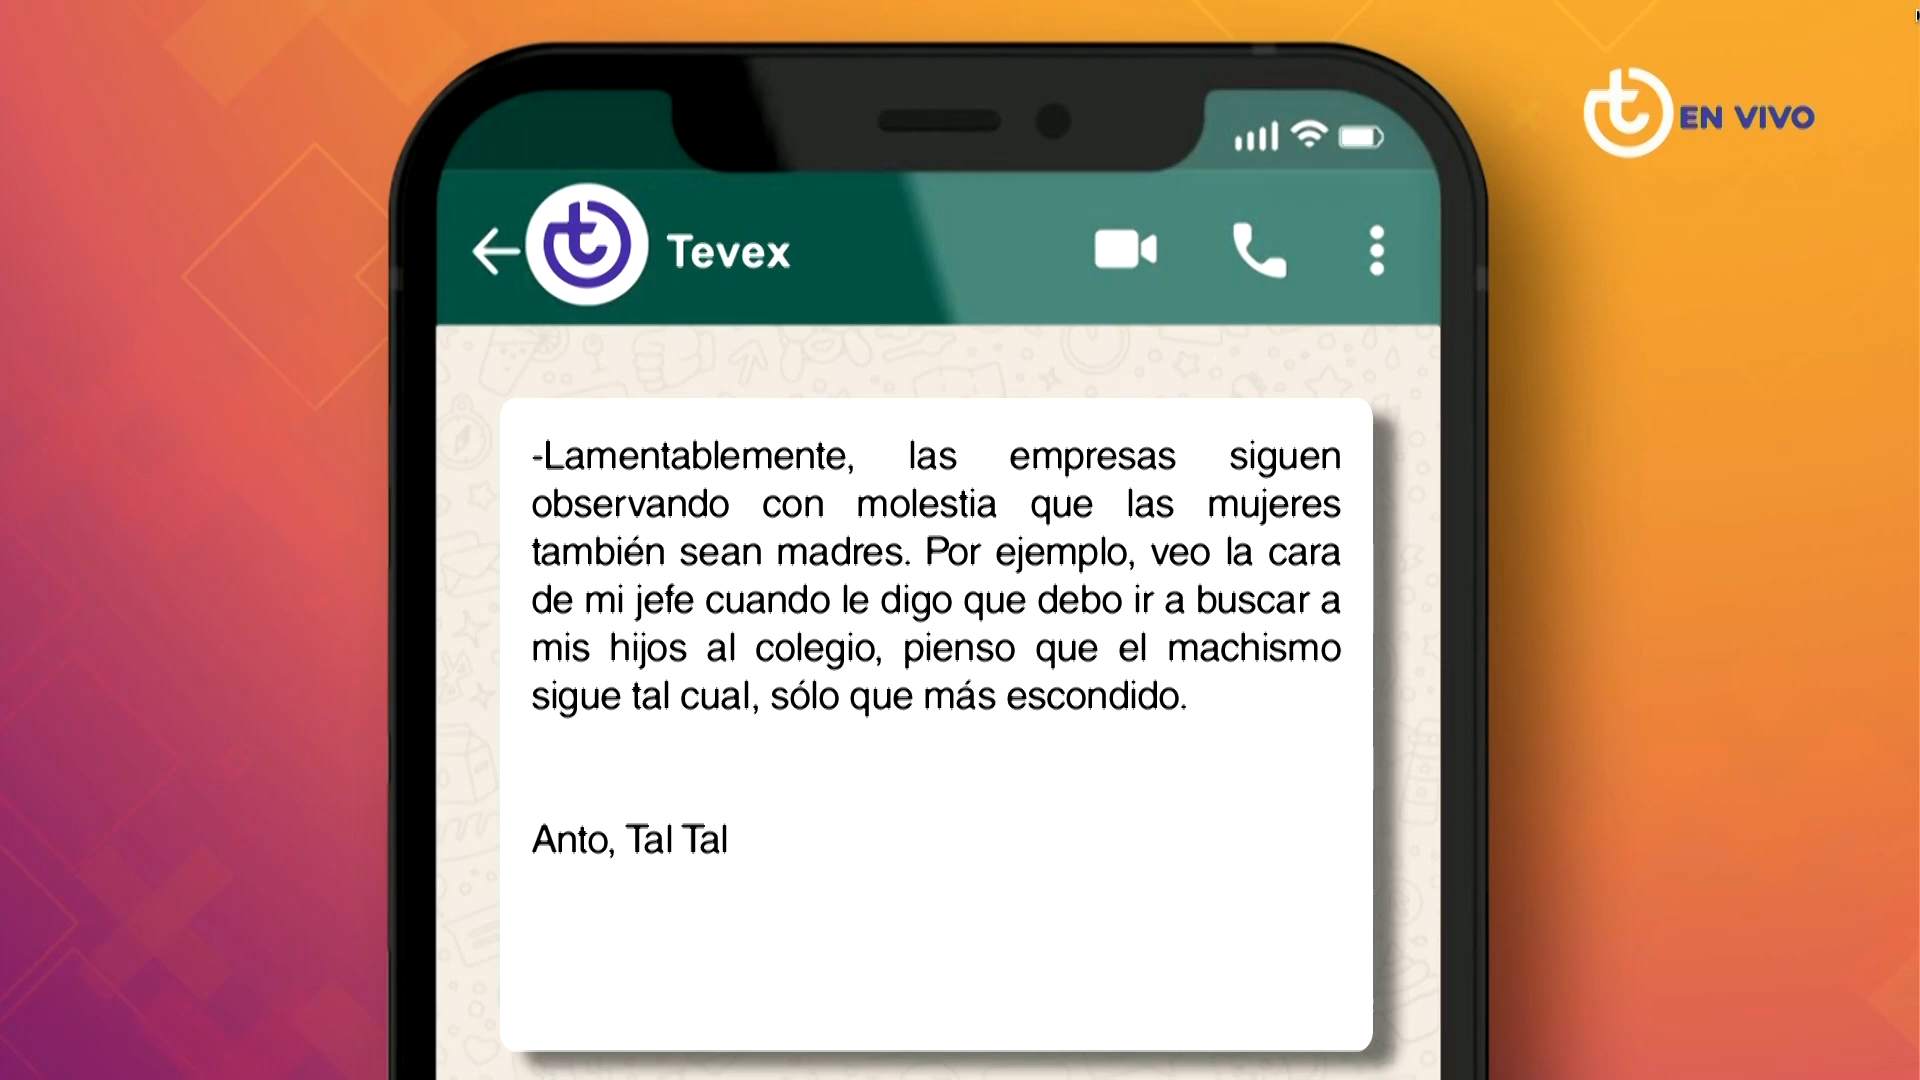 EN VIVO
Tevex
-Lamentablemente, las empresas siguen
observando con molestia que las mujeres
también sean madres. Por ejemplo, veo la cara
de mi jefe cuando le digo que debo ir a buscar a
mis hijos al colegio, pienso que el machismo
sigue tal cual, sólo que más escondido.
Anto, Tal Tal